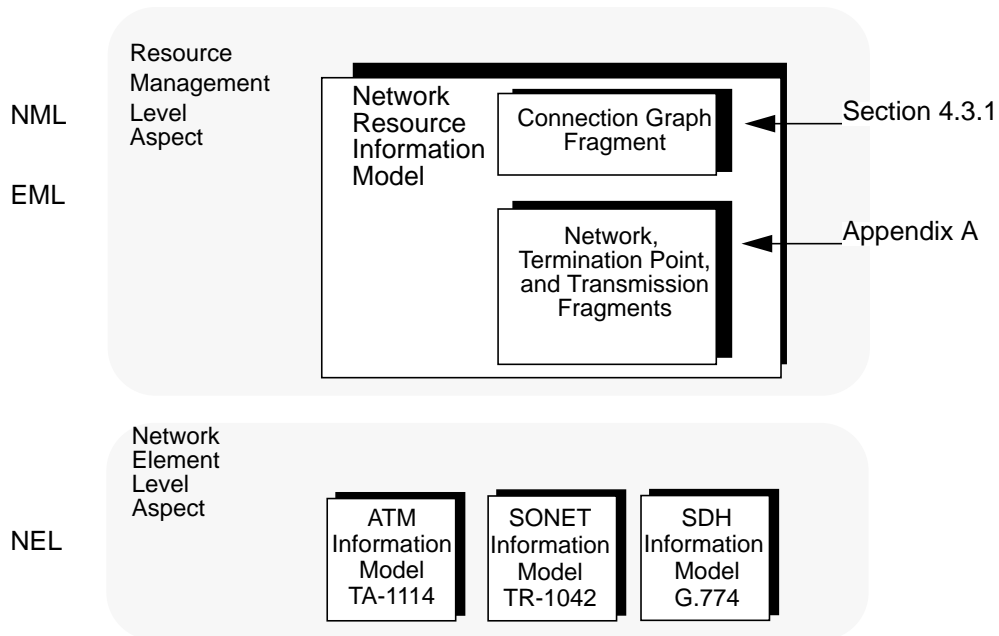 Resource
Management
Level
Aspect
NML
EML
Network
Resource
Information
Model
Connection Graph
Fragment
Section 4.3.1
Network,
Termination Point,
and Transmission
Fragments
Appendix A
Network
Element
Level
Aspect
NEL
ATM
Information
Model
TA-1114
SONET
Information
Model
TR-1042
SDH
Information
Model
G.774